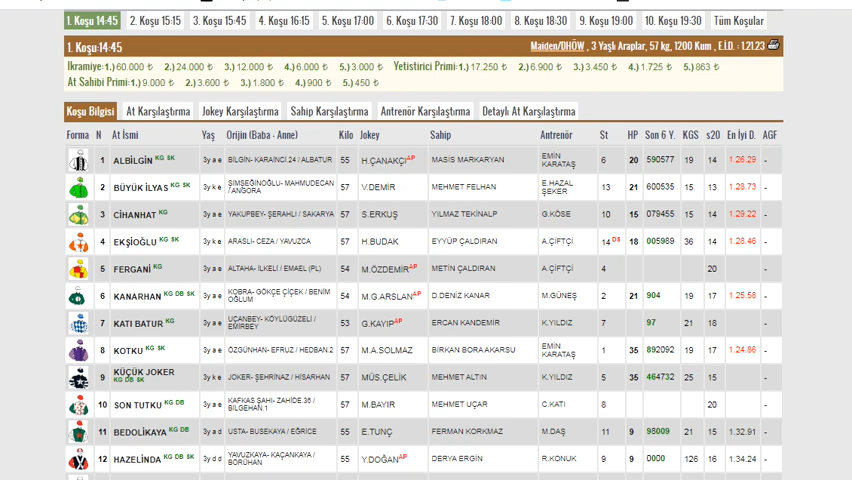 1. Koşu 14:45 2. Koşu 15:15 3. Koşu 15:45 4. Koşu 16:15 5. Koşu 17:00 6. Koşu 17:30 7. Koşu 18:00 8. Koşu 18:30 9. Koşu 19:00 10. Koşu 19:30 Tüm Koşular
1. Koşu:14:45 Maiden/DHÖW , 3 Yaşlı Araplar, 57 kg, 1200 Kum , E.İ.D. : 1.21.23
İkramiye: 1.) 60.000 2.) 24.000 3.) 12.000 4.) 6.000 5.) 3.000 Yetistirici Primi: 1.) 17.250 2.) 6.900 3.) 3.450 4.) 1.725 5.) 863
At Sahibi Primi: 1.) 9.000 2.) 3.600 3.) 1.800 4.) 900 5.) 450
Koşu Bilgisi At Karşılaştırma Jokey Karşılaştırma Sahip Karşılaştırma Antrenör Karşılaştırma Detaylı At Karşılaştırma
Forma N At İsmi Yaş Orijin (Baba - Anne) Kilo Jokey Sahip Antrenör St HP Son 6 Y. KGS s20 En İyi D. AGF
1 ALBİLGİN KG SK 3y a e BİLGİN- KARAİNCİ.24 / ALBATUR 55 H.ÇANAKÇI AP MASİS MARKARYAN EMİN KARATAŞ 6 20 590577 19 14 1.26.29 -
2 BÜYÜK İLYAS KG SK 3y k e ŞİMŞEĞİNOĞLU- MAHMUDECAN / ANGORA 57 V.DEMİR MEHMET FELHAN E.HAZAL ŞEKER 13 21 600535 15 13 1.28.73 -
3 CİHANHAT KG 3y a e YAKUPBEY- ŞERAHLI / SAKARYA 57 S.ERKUŞ YILMAZ TEKİNALP G.KÖSE 10 15 079455 15 14 1.29.22 -
4 EKŞİOĞLU KG SK 3y k e ARASLI- CEZA / YAVUZCA 57 H.BUDAK EYYÜP ÇALDIRAN A.ÇİFTÇİ 14 DS 18 005989 36 14 1.28.46 -
5 FERGANİ KG 3y a e ALTAHA- İLKELİ / EMAEL (PL) 54 M.ÖZDEMİR AP METİN ÇALDIRAN A.ÇİFTÇİ 4 20 -
6 KANARHAN KG DB SK 3y a e KOBRA- GÖKÇE ÇİÇEK / BENİM OĞLUM 54 M.G.ARSLAN AP D.DENİZ KANAR M.GÜNEŞ 2 21 904 19 17 1.25.58 -
7 KATI BATUR KG 3y a e UÇANBEY- KÖYLÜGÜZELİ / EMİRBEY 53 G.KAYIP AP ERCAN KANDEMİR K.YILDIZ 7 97 21 18 -
8 KOTKU KG SK 3y a e ÖZGÜNHAN- EFRUZ / HEDBAN.2 57 M.A.SOLMAZ BİRKAN BORA AKARSU EMİN KARATAŞ 1 35 892092 19 17 1.24.86 -
9 KÜÇÜK JOKER KG DB SK 3y k e JOKER- ŞEHRİNAZ / HİSARHAN 57 MÜS.ÇELİK MEHMET ALTIN K.YILDIZ 5 35 464732 25 15 -
10 SON TUTKU KG DB 3y a e KAFKAS ŞAHI- ZAHİDE.36 / BİLGEHAN.1 57 M.BAYIR MEHMET UÇAR C.KATI 8 20 -
11 BEDOLİKAYA KG DB 3y a d USTA- BUSEKAYA / EĞRİCE 55 E.TUNÇ FERMAN KORKMAZ M.DAŞ 11 9 98009 21 15 1.32.91 -
12 HAZELİNDA KG DB SK 3y d d YAVUZKAYA- KAÇANKAYA / BORUHAN 55 Y.DOĞAN AP DERYA ERGİN R.KONUK 9 9 0000 126 16 1.34.24 -